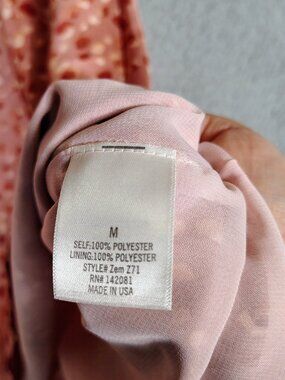 M
SELF:100% POLYESTER
LINING:100% POLYESTER
STYLE# Zem Z71
RN# 142081
MADE IN USA